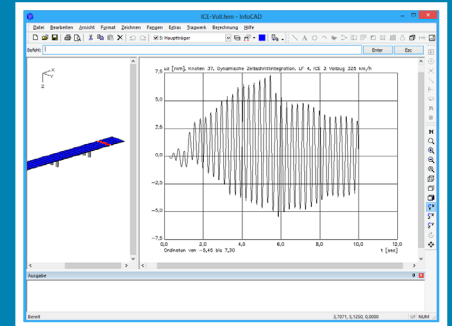 ICE-Voll.fem - InfoCAD
Datei Bearbeiten Ansicht Format Zeichnen Fangen Extras Tragwerk Berechnung Hilfe
S: Hauptträger
Befehl:
Enter
Esc
uz [mm], Knoten 37, Dynamische Zeitschrittintegration, LF 4, ICE 2 Vollzug 225 km/h
7,5
5,0
2,5
0,0
-2,5
-5,0
-7,5
0,0 2,0 4,0 6,0 8,0 10,0 12,0
Ordinaten von -5,45 bis 7,30
t [sec]
Ausgabe
Bereit
3,7071, 5,1250, 0,0000
UF NUM